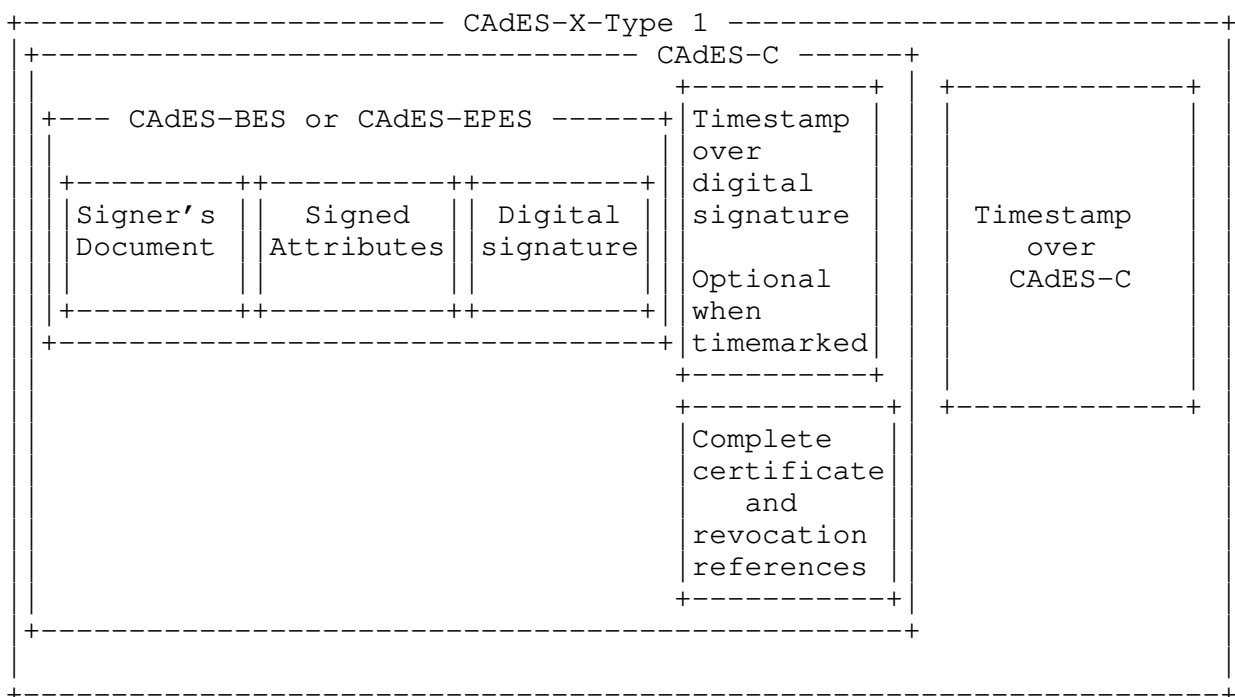 CAdES-X-Type 1
CAdES-C
CAdES-BES or CAdES-EPES
Timestamp
over
digital
signature
Optional
when
timemarked
Signer's
Document
Signed
Attributes
Digital
signature
Timestamp
over
CAdES-C
Complete
certificate
and
revocation
references